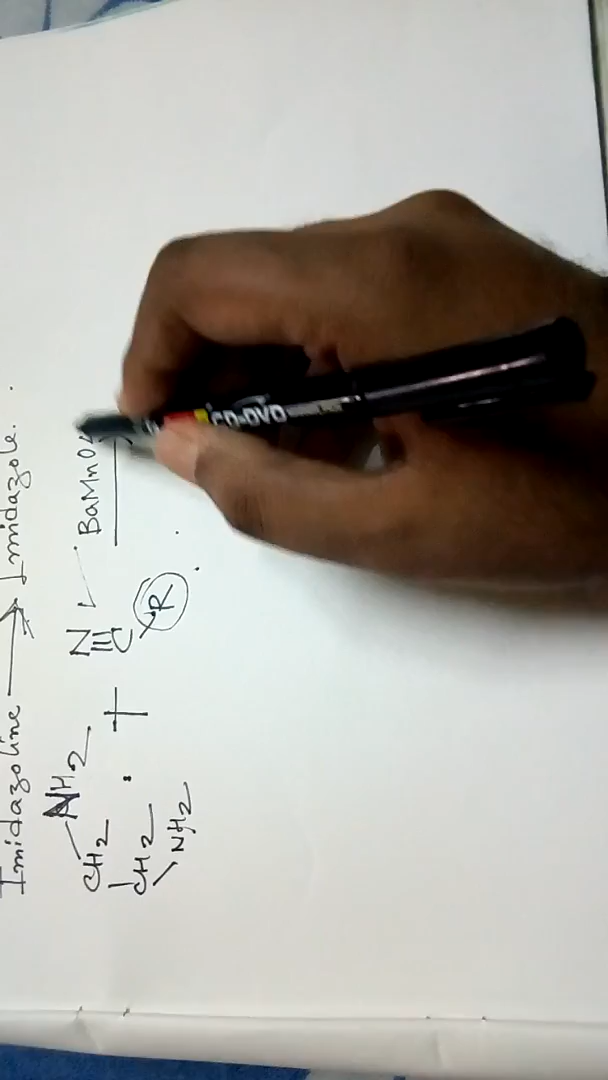 Imidazoline → Imidazole.
NH2
CH2
CH2
NH2
+
N≡C
R
BaMnO4
CD-DVD